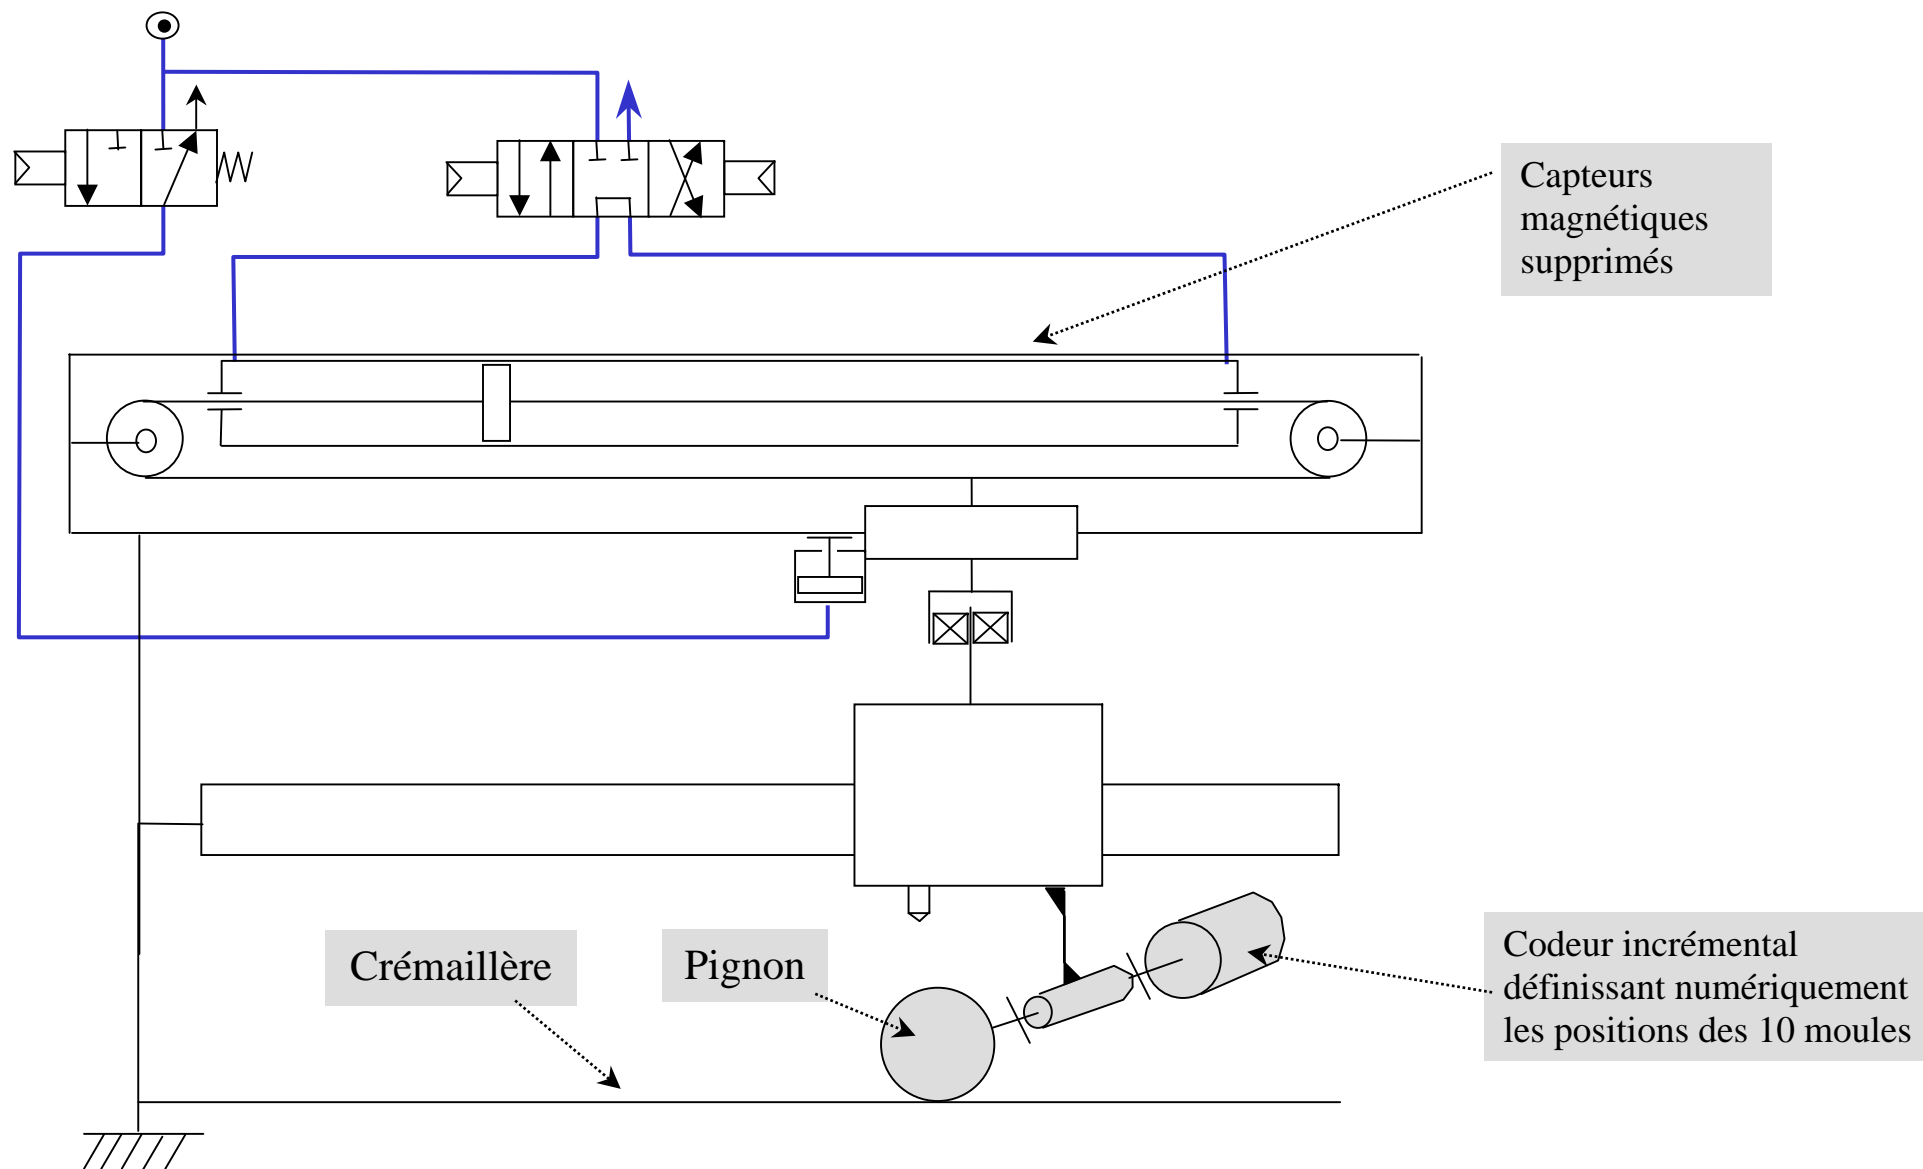 Capteurs
magnétiques
supprimés
Crémaillère
Pignon
Codeur incrémental
définissant numériquement
les positions des 10 moules